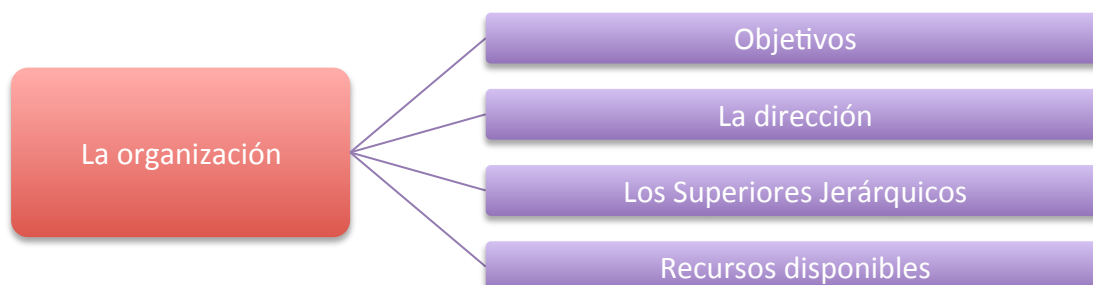 La organización
Objetivos
La dirección
Los Superiores Jerárquicos
Recursos disponibles